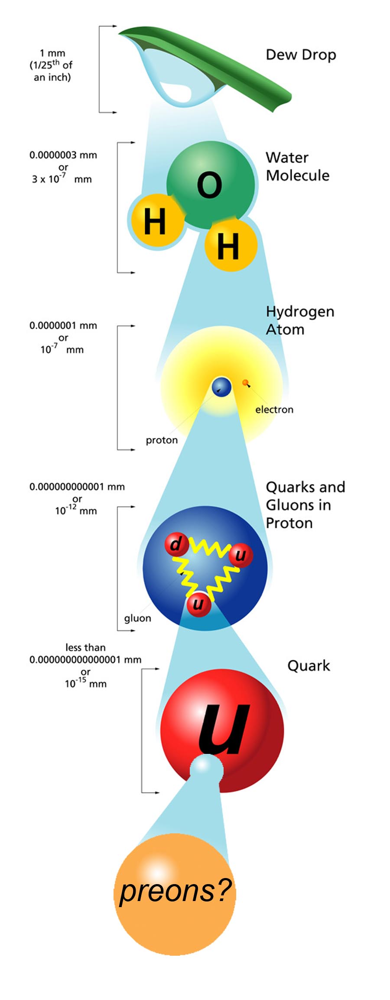 1 mm
(1/25th of
an inch)
Dew Drop
0.0000003 mm
or
3 x 10-7 mm
Water
Molecule
O
H
H
Hydrogen
Atom
0.0000001 mm
or
10-7 mm
electron
proton
0.000000000001 mm
or
10-12 mm
Quarks and
Gluons in
Proton
d
u
u
gluon
less than
0.000000000000001 mm
or
10-15 mm
Quark
u
preons?